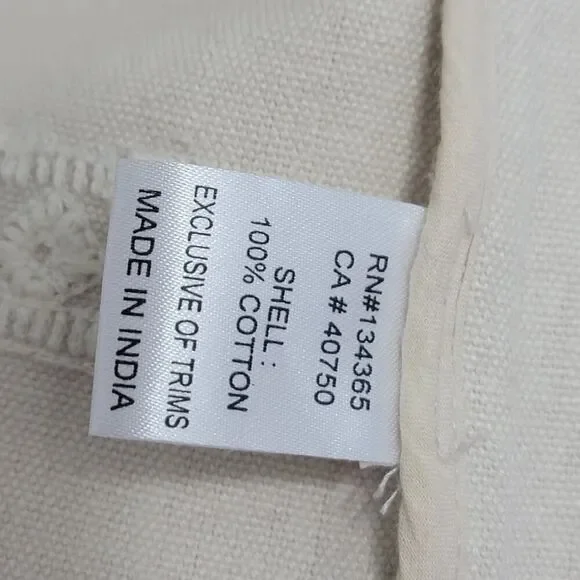 RN#134365
CA # 40750
SHELL :
100% COTTON
EXCLUSIVE OF TRIMS
MADE IN INDIA